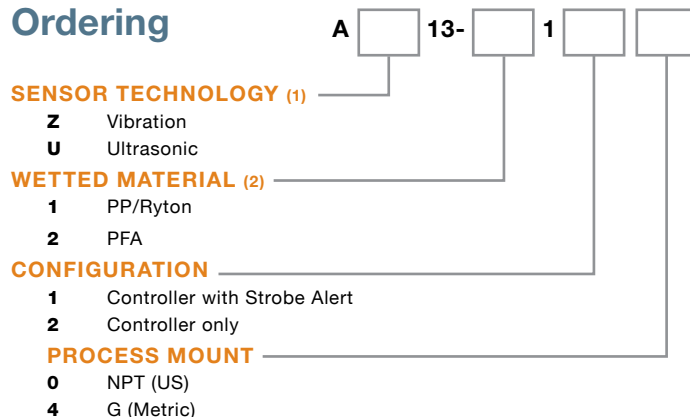 Ordering
A 13- 1
SENSOR TECHNOLOGY (1)
Z Vibration
U Ultrasonic
WETTED MATERIAL (2)
1 PP/Ryton
2 PFA
CONFIGURATION
1 Controller with Strobe Alert
2 Controller only
PROCESS MOUNT
0 NPT (US)
4 G (Metric)